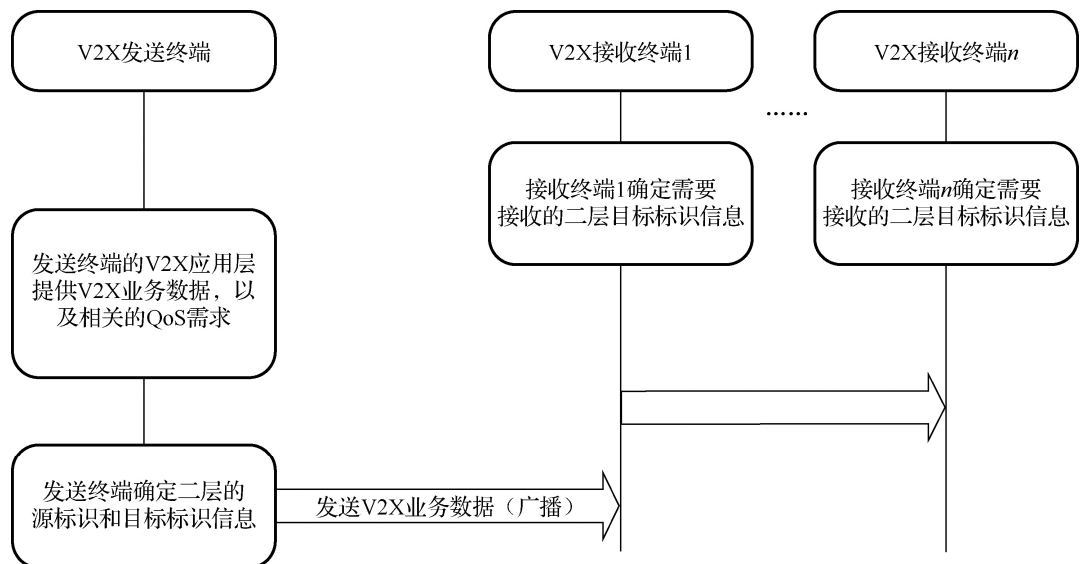 V2X发送终端
V2X接收终端1
V2X接收终端n
……
接收终端1确定需要
接收的二层目标标识信息
接收终端n确定需要
接收的二层目标标识信息
发送终端的V2X应用层
提供V2X业务数据，以
及相关的QoS需求
发送终端确定二层的
源标识和目标标识信息
发送V2X业务数据（广播）